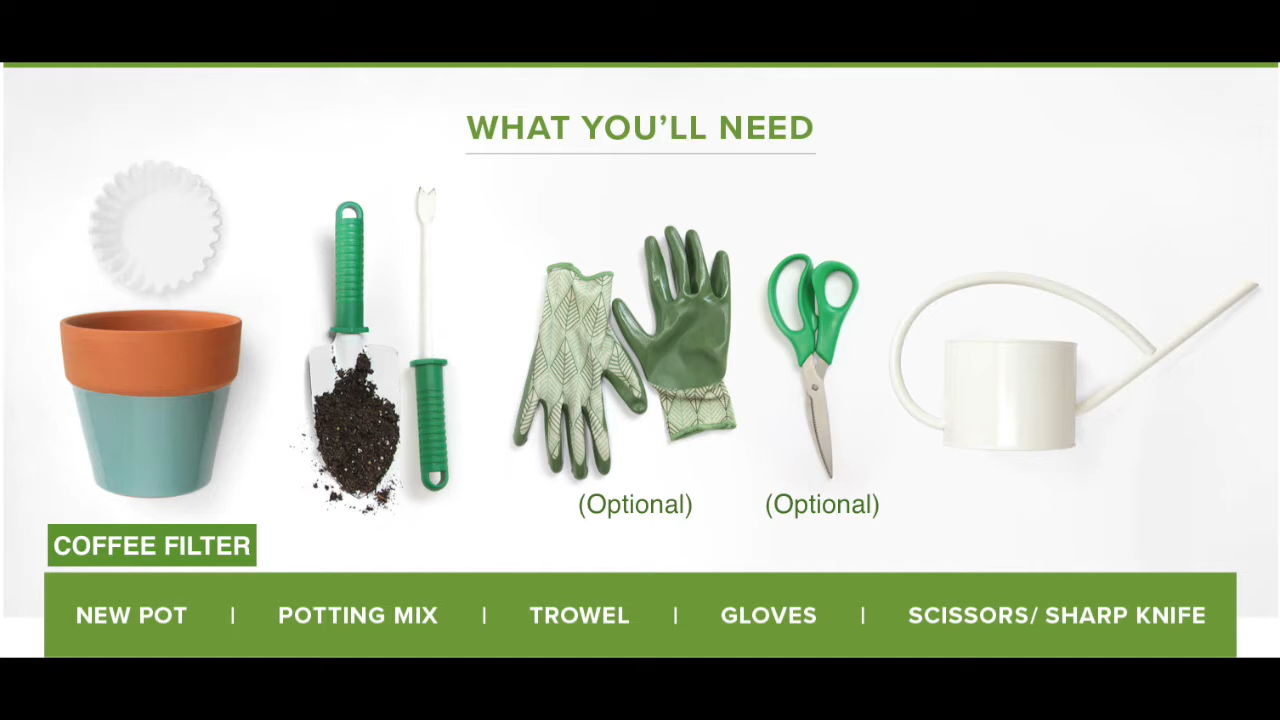 WHAT YOU'LL NEED
(Optional) (Optional)
COFFEE FILTER
NEW POT | POTTING MIX | TROWEL | GLOVES | SCISSORS/ SHARP KNIFE